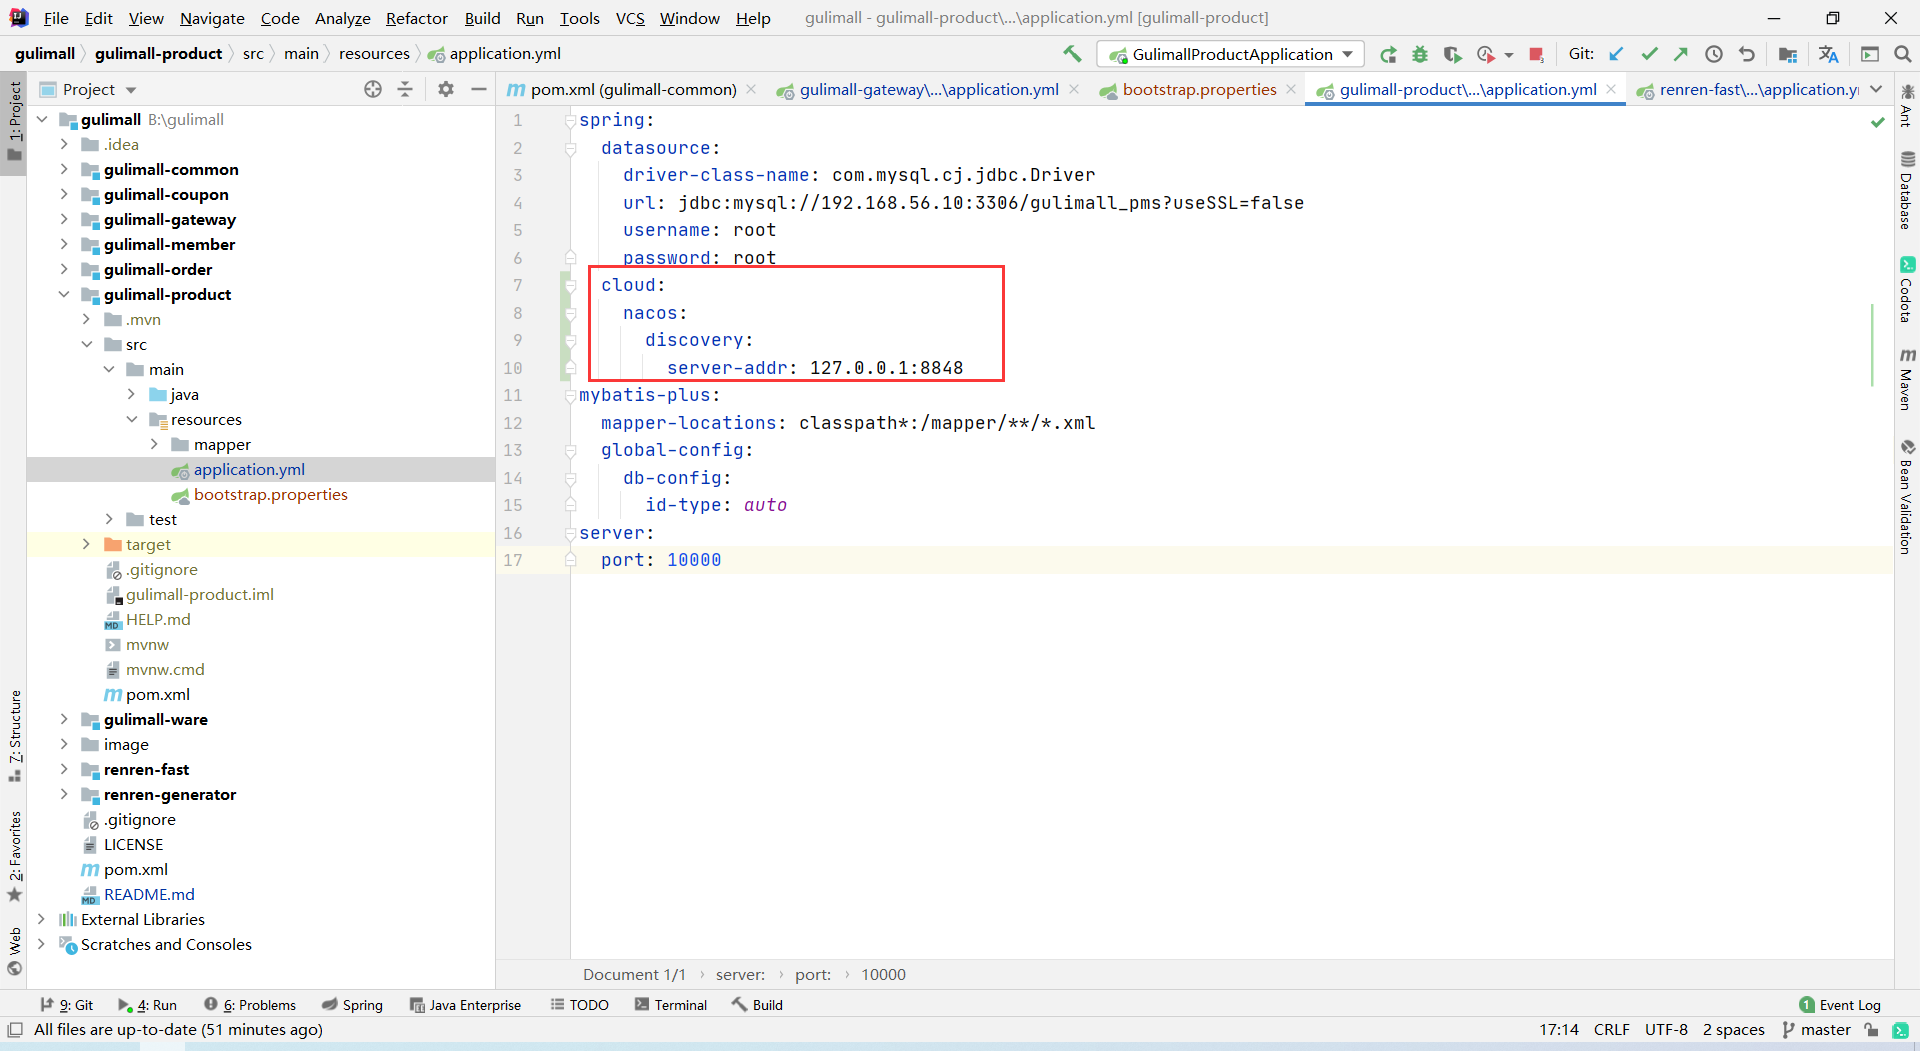 File Edit View Navigate Code Analyze Refactor Build Run Tools VCS Window Help gulimall - gulimall-product\...\application.yml [gulimall-product]
gulimall gulimall-product src main resources application.yml GulimallProductApplication Git:
Project
pom.xml (gulimall-common) gulimall-gateway\...\application.yml bootstrap.properties gulimall-product\...\application.yml renren-fast\...\application.y
1: Project
7: Structure
2: Favorites
Web
gulimall B:\gulimall
.idea
gulimall-common
gulimall-coupon
gulimall-gateway
gulimall-member
gulimall-order
gulimall-product
.mvn
src
main
java
resources
mapper
application.yml
bootstrap.properties
test
target
.gitignore
gulimall-product.iml
HELP.md
mvnw
mvnw.cmd
pom.xml
gulimall-ware
image
renren-fast
renren-generator
.gitignore
LICENSE
pom.xml
README.md
External Libraries
Scratches and Consoles
1 spring:
2 datasource:
3 driver-class-name: com.mysql.cj.jdbc.Driver
4 url: jdbc:mysql://192.168.56.10:3306/gulimall_pms?useSSL=false
5 username: root
6 password: root
7 cloud:
8 nacos:
9 discovery:
10 server-addr: 127.0.0.1:8848
11 mybatis-plus:
12 mapper-locations: classpath*:/mapper/**/*.xml
13 global-config:
14 db-config:
15 id-type: auto
16 server:
17 port: 10000
Ant
Database
Codota
Maven
Bean Validation
Document 1/1 › server: › port: › 10000
9: Git 4: Run 6: Problems Spring Java Enterprise TODO Terminal Build 1 Event Log
All files are up-to-date (51 minutes ago) 17:14 CRLF UTF-8 2 spaces master